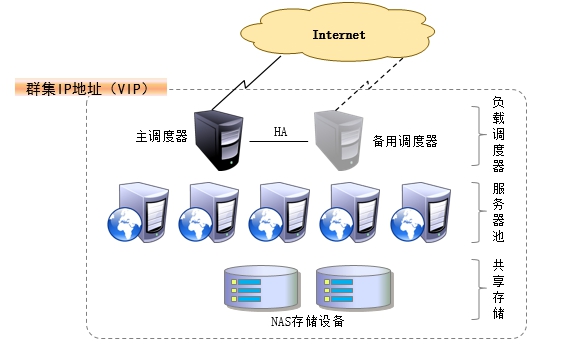 Internet
群集IP地址（VIP）
主调度器
HA
备用调度器
负载调度器
服务器池
NAS存储设备
共享存储